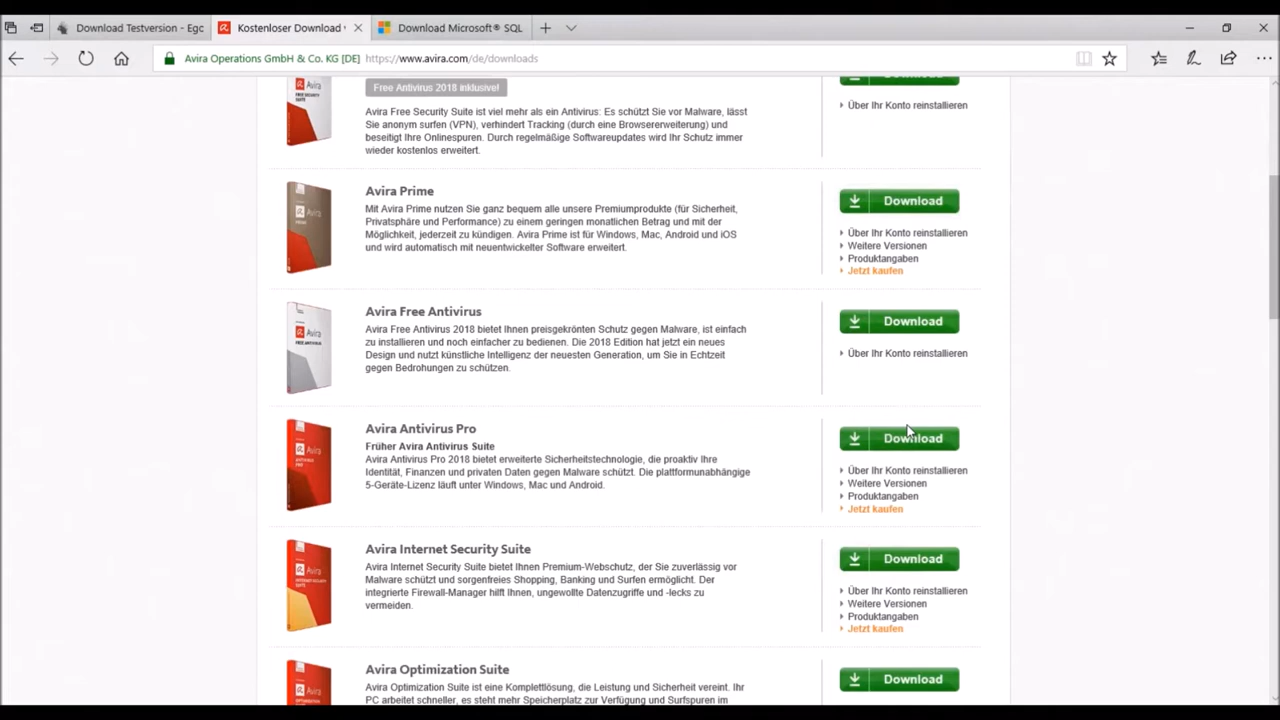 Download Testversion - Egc
Kostenloser Download
Download Microsoft® SQL
Avira Operations GmbH & Co. KG [DE] https://www.avira.com/de/downloads
Free Antivirus 2018 inklusive!
Download
Avira Free Security Suite ist viel mehr als ein Antivirus: Es schützt Sie vor Malware, lässt
Sie anonym surfen (VPN), verhindert Tracking (durch eine Browsererweiterung) und
beseitigt Ihre Onlinespuren. Durch regelmäßige Softwareupdates wird Ihr Schutz immer
wieder kostenlos erweitert.
Über Ihr Konto reinstallieren
Avira Prime
Mit Avira Prime nutzen Sie ganz bequem alle unsere Premiumprodukte (für Sicherheit,
Privatsphäre und Performance) zu einem geringen monatlichen Betrag und mit der
Möglichkeit, jederzeit zu kündigen. Avira Prime ist für Windows, Mac, Android und iOS
und wird automatisch mit neuentwickelter Software erweitert.
Download
Über Ihr Konto reinstallieren
Weitere Versionen
Produktangaben
Jetzt kaufen
Avira Free Antivirus
Avira Free Antivirus 2018 bietet Ihnen preisgekrönten Schutz gegen Malware, ist einfach
zu installieren und noch einfacher zu bedienen. Die 2018 Edition hat jetzt ein neues
Design und nutzt künstliche Intelligenz der neuesten Generation, um Sie in Echtzeit
gegen Bedrohungen zu schützen.
Download
Über Ihr Konto reinstallieren
Avira Antivirus Pro
Früher Avira Antivirus Suite
Avira Antivirus Pro 2018 bietet erweiterte Sicherheitstechnologie, die proaktiv Ihre
Identität, Finanzen und privaten Daten gegen Malware schützt. Die plattformunabhängige
5-Geräte-Lizenz läuft unter Windows, Mac und Android.
Download
Über Ihr Konto reinstallieren
Weitere Versionen
Produktangaben
Jetzt kaufen
Avira Internet Security Suite
Avira Internet Security Suite bietet Ihnen Premium-Webschutz, der Sie zuverlässig vor
Malware schützt und sorgenfreies Shopping, Banking und Surfen ermöglicht. Der
integrierte Firewall-Manager hilft Ihnen, ungewollte Datenzugriffe und -lecks zu
vermeiden.
Download
Über Ihr Konto reinstallieren
Weitere Versionen
Produktangaben
Jetzt kaufen
Avira Optimization Suite
Avira Optimization Suite ist eine Komplettlösung, die Leistung und Sicherheit vereint. Ihr
PC arbeitet schneller, es steht mehr Speicherplatz zur Verfügung und Surfspuren im
Download